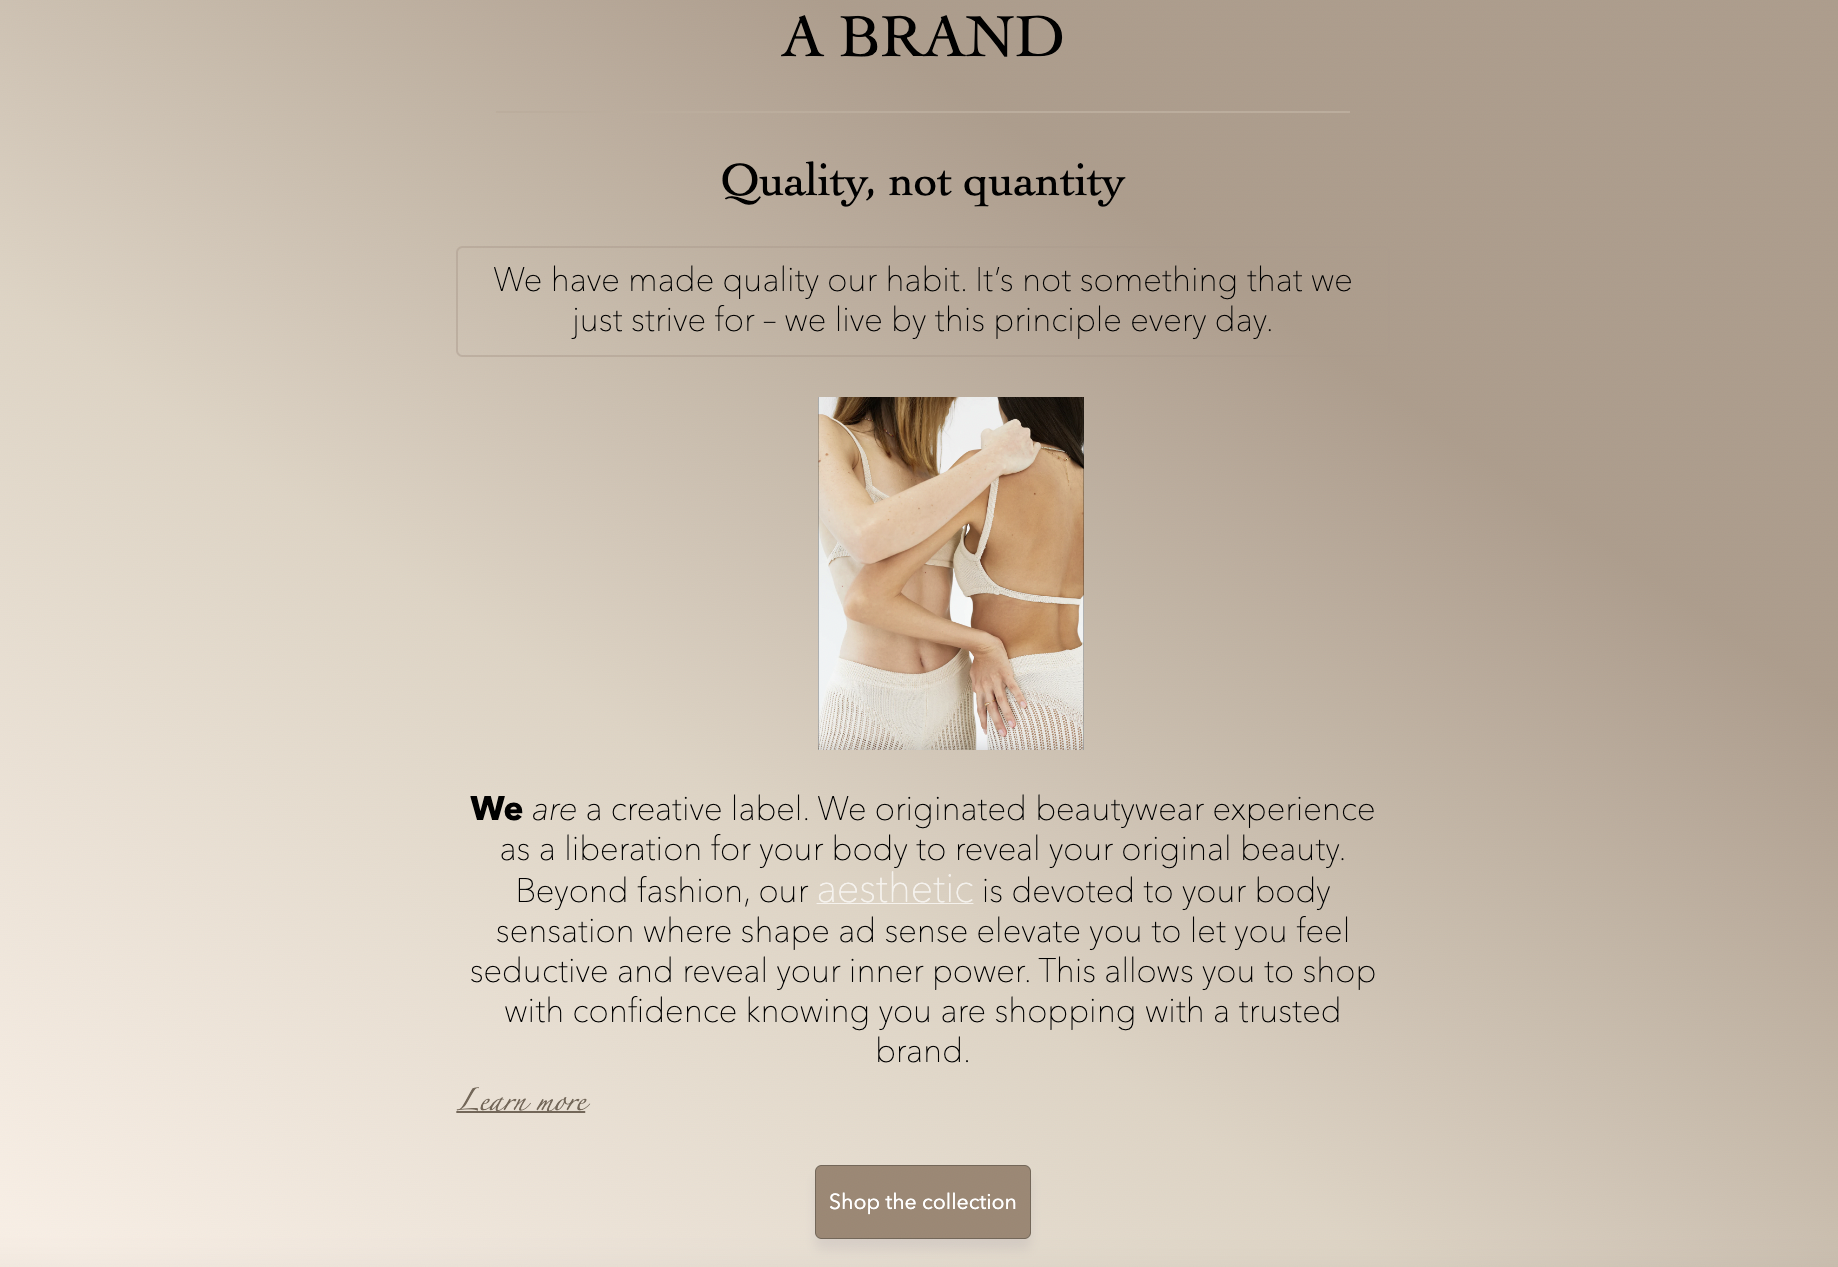 A BRAND
Quality, not quantity
We have made quality our habit. It’s not something that we
just strive for – we live by this principle every day.
We are a creative label. We originated beautywear experience
as a liberation for your body to reveal your original beauty.
Beyond fashion, our aesthetic is devoted to your body
sensation where shape ad sense elevate you to let you feel
seductive and reveal your inner power. This allows you to shop
with confidence knowing you are shopping with a trusted
brand.
Learn more
Shop the collection